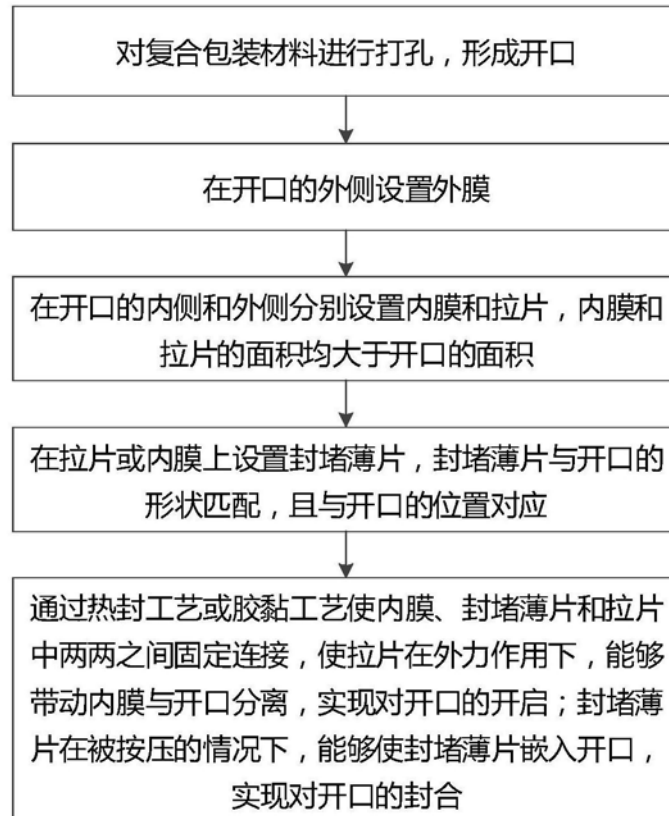 对复合包装材料进行打孔，形成开口
在开口的外侧设置外膜
在开口的内侧和外侧分别设置内膜和拉片，内膜和
拉片的面积均大于开口的面积
在拉片或内膜上设置封堵薄片，封堵薄片与开口的
形状匹配，且与开口的位置对应
通过热封工艺或胶黏工艺使内膜、封堵薄片和拉片
中两两之间固定连接，使拉片在外力作用下，能够
带动内膜与开口分离，实现对开口的开启；封堵薄
片在被按压的情况下，能够使封堵薄片嵌入开口，
实现对开口的封合